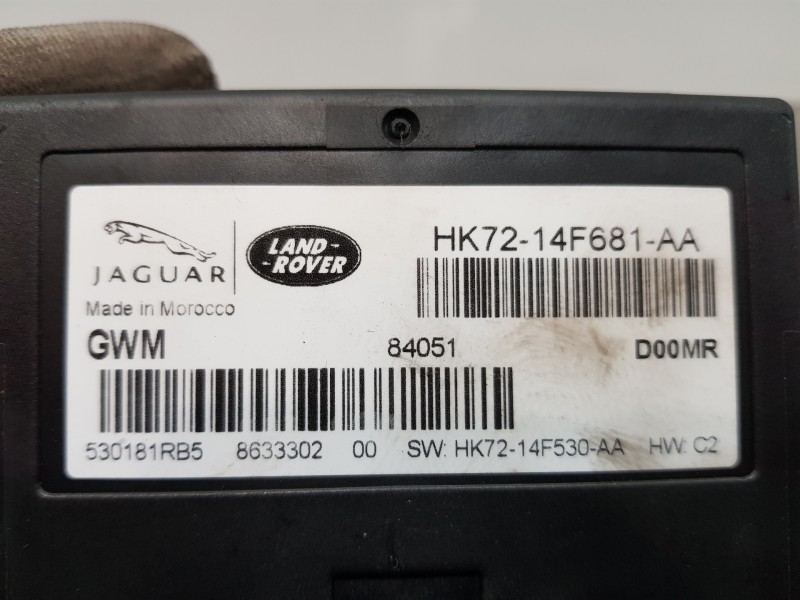 JAGUAR
LAND-
-ROVER
HK72-14F681-AA
Made in Morocco
GWM 84051 D00MR
530181RB5 8633302 00 SW: HK72-14F530-AA HW: C2